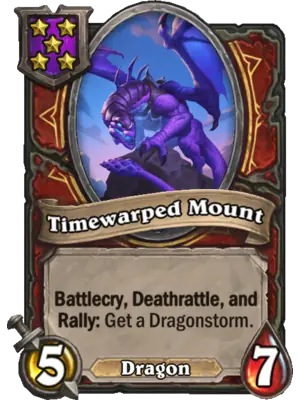 Timewarped Mount
Battlecry, Deathrattle, and
Rally: Get a Dragonstorm.
5
Dragon
7